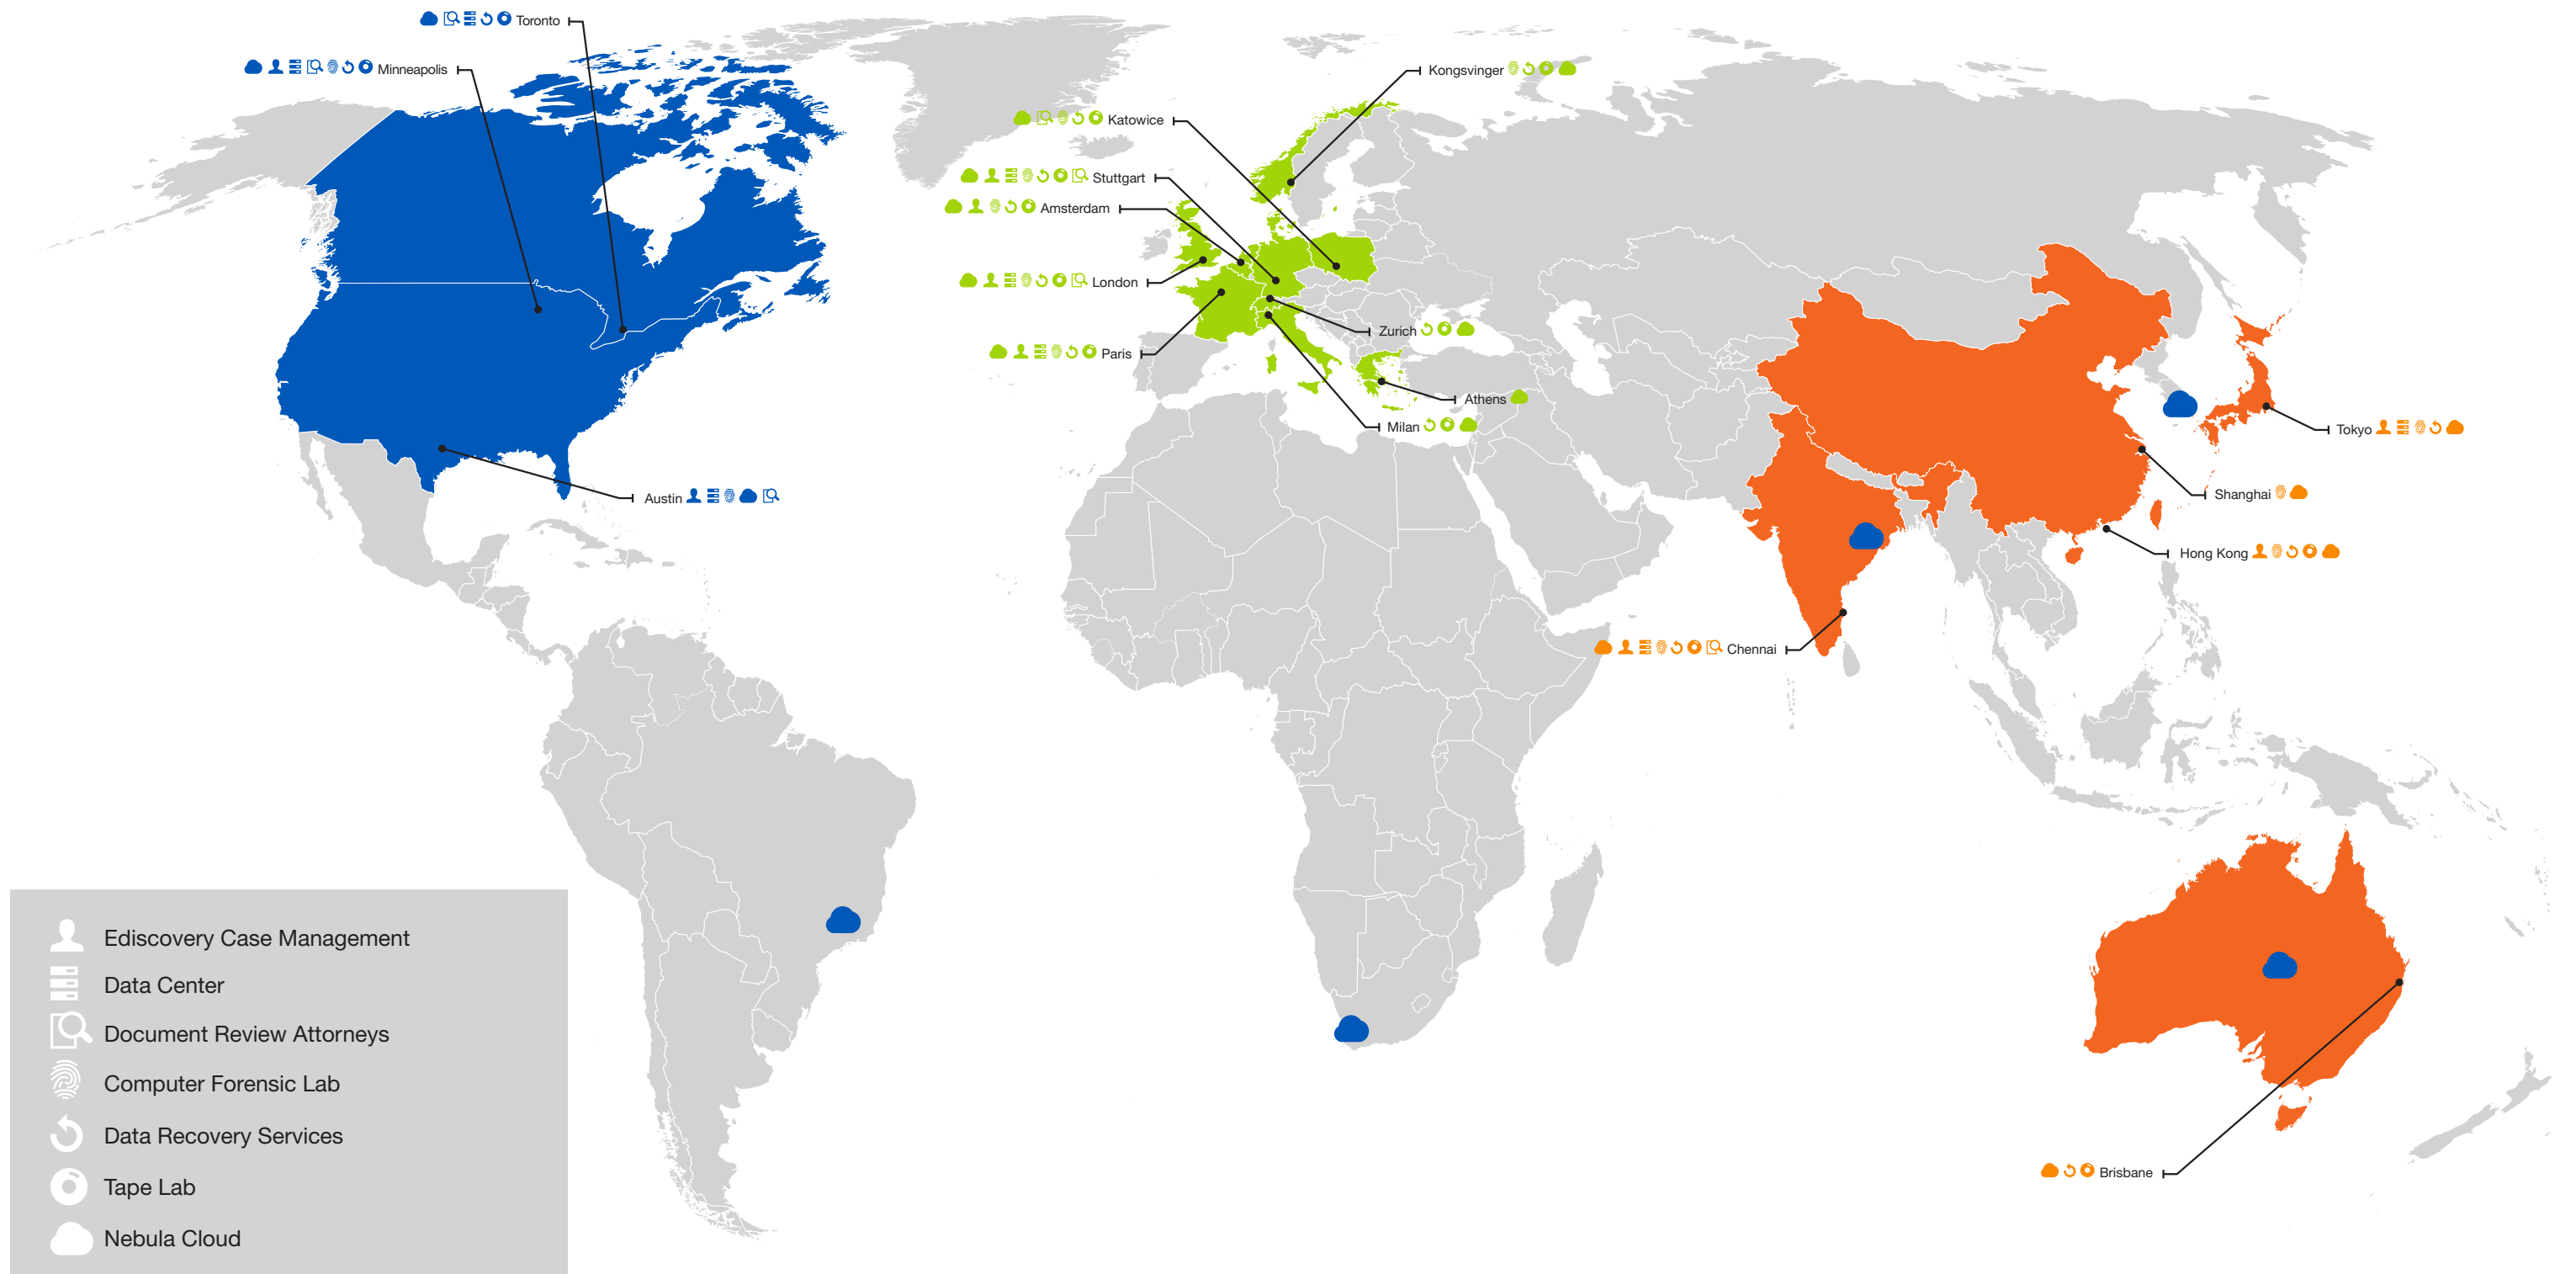 Toronto
Minneapolis
Kongsvinger
Katowice
Stuttgart
Amsterdam
London
Zurich
Paris
Athens
Milan
Tokyo
Austin
Shanghai
Hong Kong
Chennai
Brisbane
Ediscovery Case Management
Data Center
Document Review Attorneys
Computer Forensic Lab
Data Recovery Services
Tape Lab
Nebula Cloud